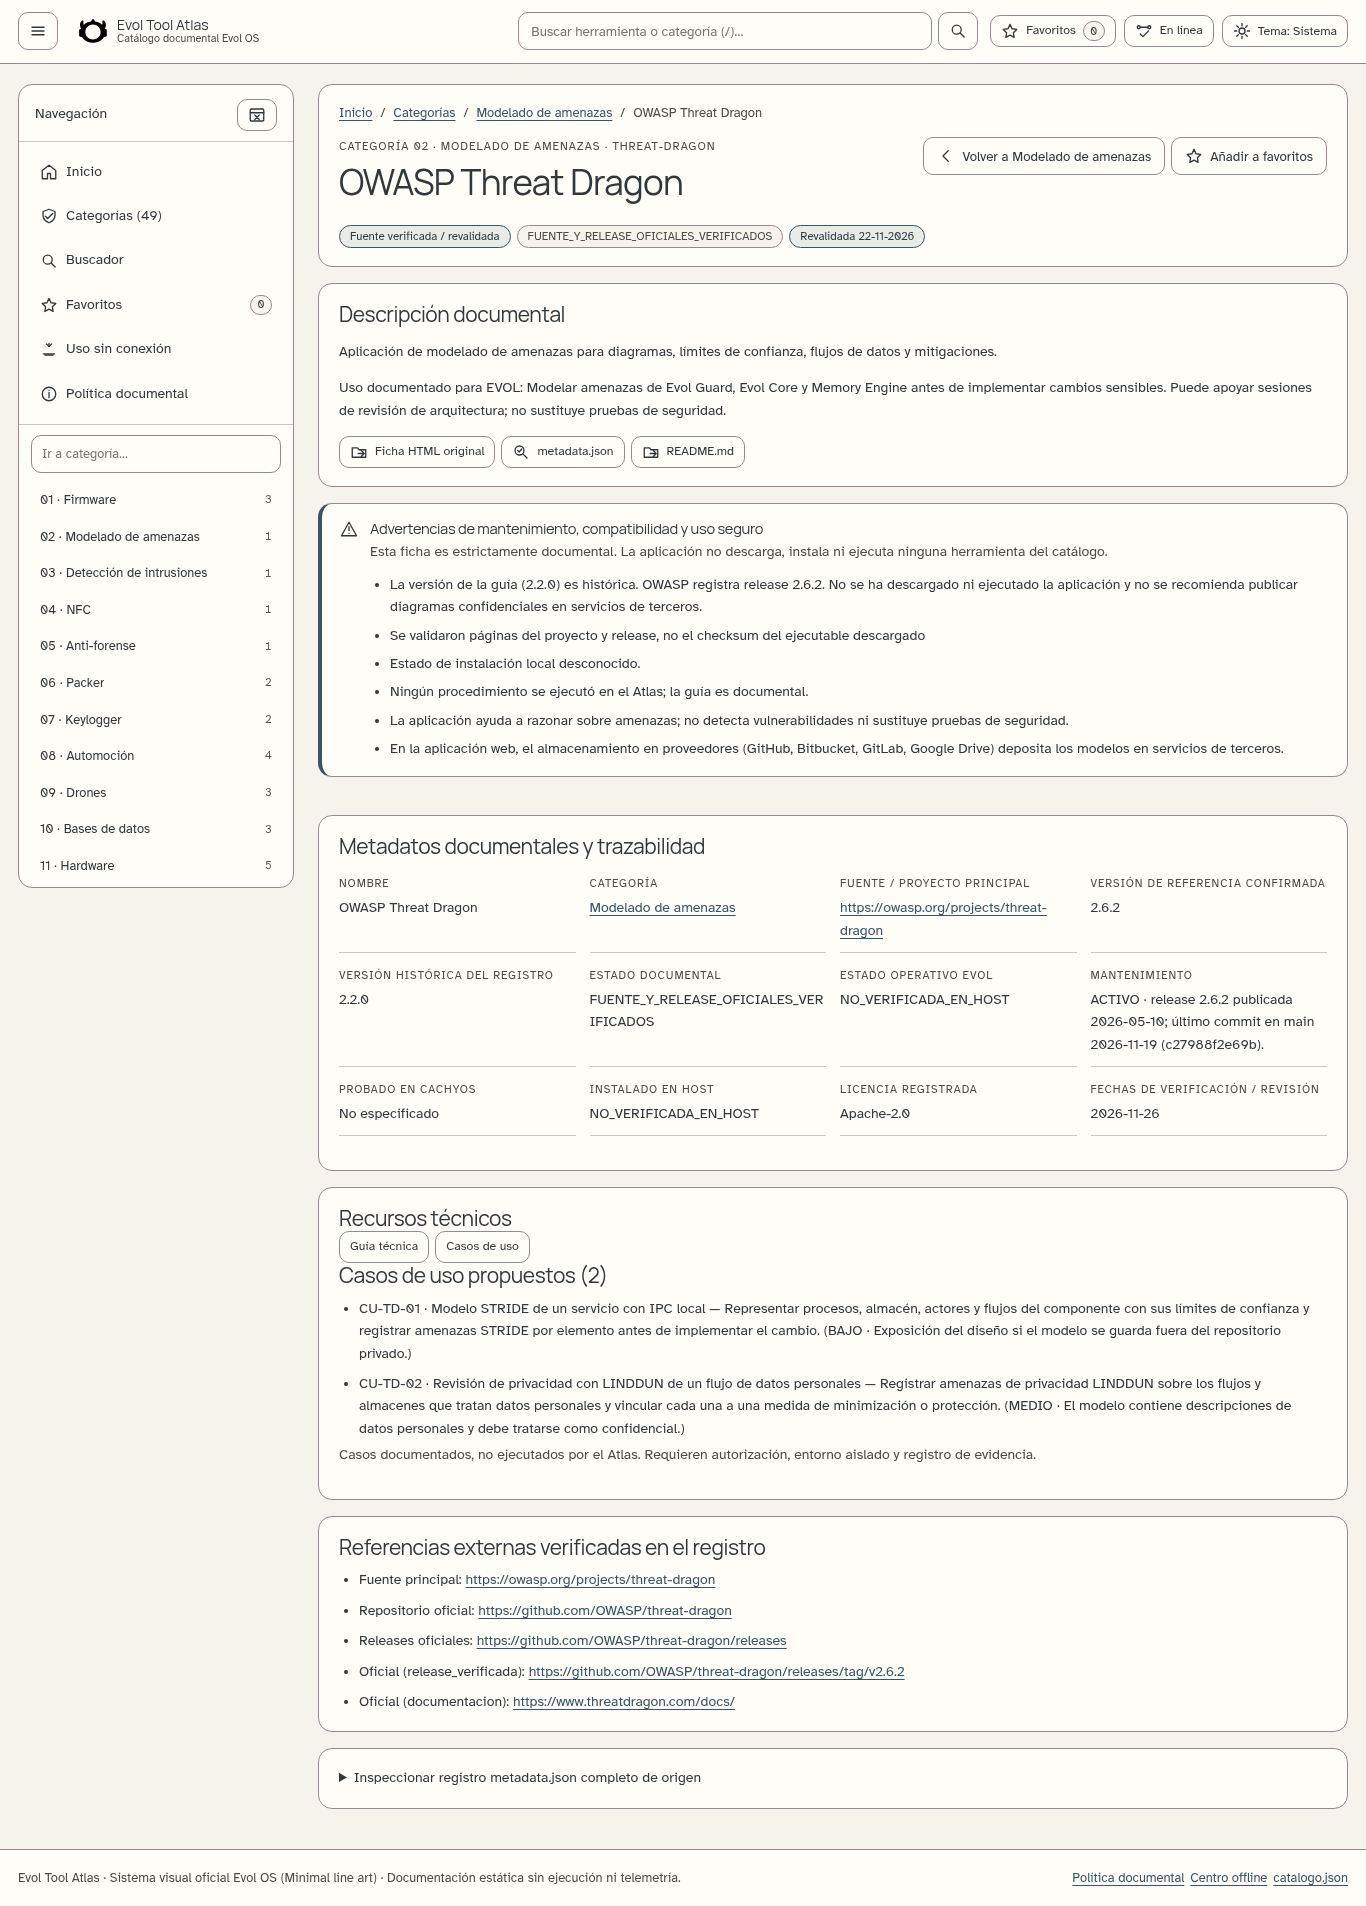 Evol Tool Atlas
Catálogo documental Evol OS
Buscar herramienta o categoría (/)...
Favoritos 0
En línea
Tema: Sistema
Navegación
Inicio
Categorías (49)
Buscador
Favoritos 0
Uso sin conexión
Política documental
Ir a categoría...
01 · Firmware 3
02 · Modelado de amenazas 1
03 · Detección de intrusiones 1
04 · NFC 1
05 · Anti-forense 1
06 · Packer 2
07 · Keylogger 2
08 · Automoción 4
09 · Drones 3
10 · Bases de datos 3
11 · Hardware 5
Inicio / Categorías / Modelado de amenazas / OWASP Threat Dragon
CATEGORÍA 02 · MODELADO DE AMENAZAS · THREAT-DRAGON
OWASP Threat Dragon
Volver a Modelado de amenazas
Añadir a favoritos
Fuente verificada / revalidada
FUENTE_Y_RELEASE_OFICIALES_VERIFICADOS
Revalidada 22-11-2026
Descripción documental
Aplicación de modelado de amenazas para diagramas, límites de confianza, flujos de datos y mitigaciones.
Uso documentado para EVOL: Modelar amenazas de Evol Guard, Evol Core y Memory Engine antes de implementar cambios sensibles. Puede apoyar sesiones
de revisión de arquitectura; no sustituye pruebas de seguridad.
Ficha HTML original
metadata.json
README.md
Advertencias de mantenimiento, compatibilidad y uso seguro
Esta ficha es estrictamente documental. La aplicación no descarga, instala ni ejecuta ninguna herramienta del catálogo.
• La versión de la guía (2.2.0) es histórica. OWASP registra release 2.6.2. No se ha descargado ni ejecutado la aplicación y no se recomienda publicar
diagramas confidenciales en servicios de terceros.
• Se validaron páginas del proyecto y release, no el checksum del ejecutable descargado
• Estado de instalación local desconocido.
• Ningún procedimiento se ejecutó en el Atlas; la guía es documental.
• La aplicación ayuda a razonar sobre amenazas; no detecta vulnerabilidades ni sustituye pruebas de seguridad.
• En la aplicación web, el almacenamiento en proveedores (GitHub, Bitbucket, GitLab, Google Drive) deposita los modelos en servicios de terceros.
Metadatos documentales y trazabilidad
NOMBRE
OWASP Threat Dragon
CATEGORÍA
Modelado de amenazas
FUENTE / PROYECTO PRINCIPAL
https://owasp.org/projects/threat-
dragon
VERSIÓN DE REFERENCIA CONFIRMADA
2.6.2
VERSIÓN HISTÓRICA DEL REGISTRO
2.2.0
ESTADO DOCUMENTAL
FUENTE_Y_RELEASE_OFICIALES_VER
IFICADOS
ESTADO OPERATIVO EVOL
NO_VERIFICADA_EN_HOST
MANTENIMIENTO
ACTIVO · release 2.6.2 publicada
2026-05-10; último commit en main
2026-11-19 (c27988f2e69b).
PROBADO EN CACHYOS
No especificado
INSTALADO EN HOST
NO_VERIFICADA_EN_HOST
LICENCIA REGISTRADA
Apache-2.0
FECHAS DE VERIFICACIÓN / REVISIÓN
2026-11-26
Recursos técnicos
Guía técnica
Casos de uso
Casos de uso propuestos (2)
• CU-TD-01 · Modelo STRIDE de un servicio con IPC local — Representar procesos, almacén, actores y flujos del componente con sus límites de confianza y
registrar amenazas STRIDE por elemento antes de implementar el cambio. (BAJO · Exposición del diseño si el modelo se guarda fuera del repositorio
privado.)
• CU-TD-02 · Revisión de privacidad con LINDDUN de un flujo de datos personales — Registrar amenazas de privacidad LINDDUN sobre los flujos y
almacenes que tratan datos personales y vincular cada una a una medida de minimización o protección. (MEDIO · El modelo contiene descripciones de
datos personales y debe tratarse como confidencial.)
Casos documentados, no ejecutados por el Atlas. Requieren autorización, entorno aislado y registro de evidencia.
Referencias externas verificadas en el registro
• Fuente principal: https://owasp.org/projects/threat-dragon
• Repositorio oficial: https://github.com/OWASP/threat-dragon
• Releases oficiales: https://github.com/OWASP/threat-dragon/releases
• Oficial (release_verificada): https://github.com/OWASP/threat-dragon/releases/tag/v2.6.2
• Oficial (documentacion): https://www.threatdragon.com/docs/
Inspeccionar registro metadata.json completo de origen
Evol Tool Atlas · Sistema visual oficial Evol OS (Minimal line art) · Documentación estática sin ejecución ni telemetría.
Política documental Centro offline catalogo.json